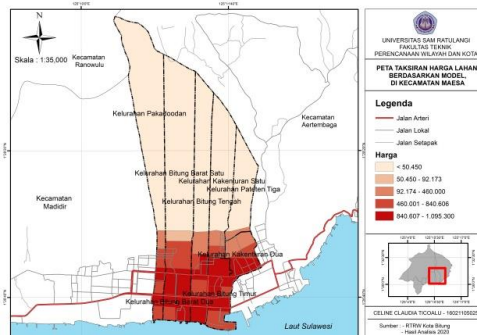 N
Skala : 1:35,000
Kecamatan
Ranowulu
Kelurahan Pakadoodan
Kecamatan
Aertembaga
Kelurahan Bitung Barat Satu
Kelurahan Kakenturan Satu
Kelurahan Pateten Tiga
Kelurahan Bitung Tengah
Kecamatan
Madidir
Kelurahan Kakenturan Dua
Kelurahan Bitung Timur
Kelurahan Bitung Barat Dua
Laut Sulawesi
UNIVERSITAS SAM RATULANGI
FAKULTAS TEKNIK
PERENCANAAN WILAYAH DAN KOTA
PETA TAKSIRAN HARGA LAHAN
BERDASARKAN MODEL,
DI KECAMATAN MAESA
Legenda
Jalan Arteri
Jalan Lokal
Jalan Setapak
Harga
< 50.450
50.450 - 92.173
92.174 - 460.000
460.001 - 840.606
840.607 - 1.095.300
CELINE CLAUDIA TICOALU -
Sumber : - RTRW Kota Bitung
- Hasil Analisis 2020